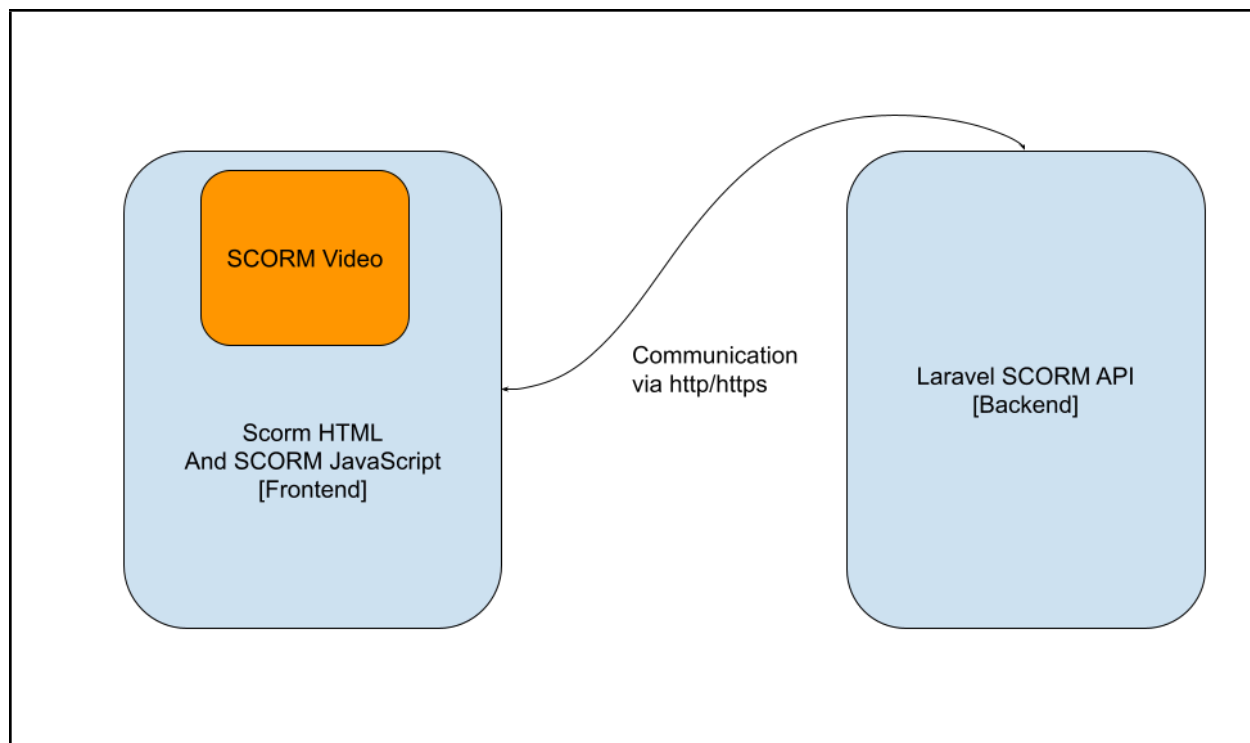 SCORM Video
Scorm HTML
And SCORM JavaScript
[Frontend]
Communication
via http/https
Laravel SCORM API
[Backend]